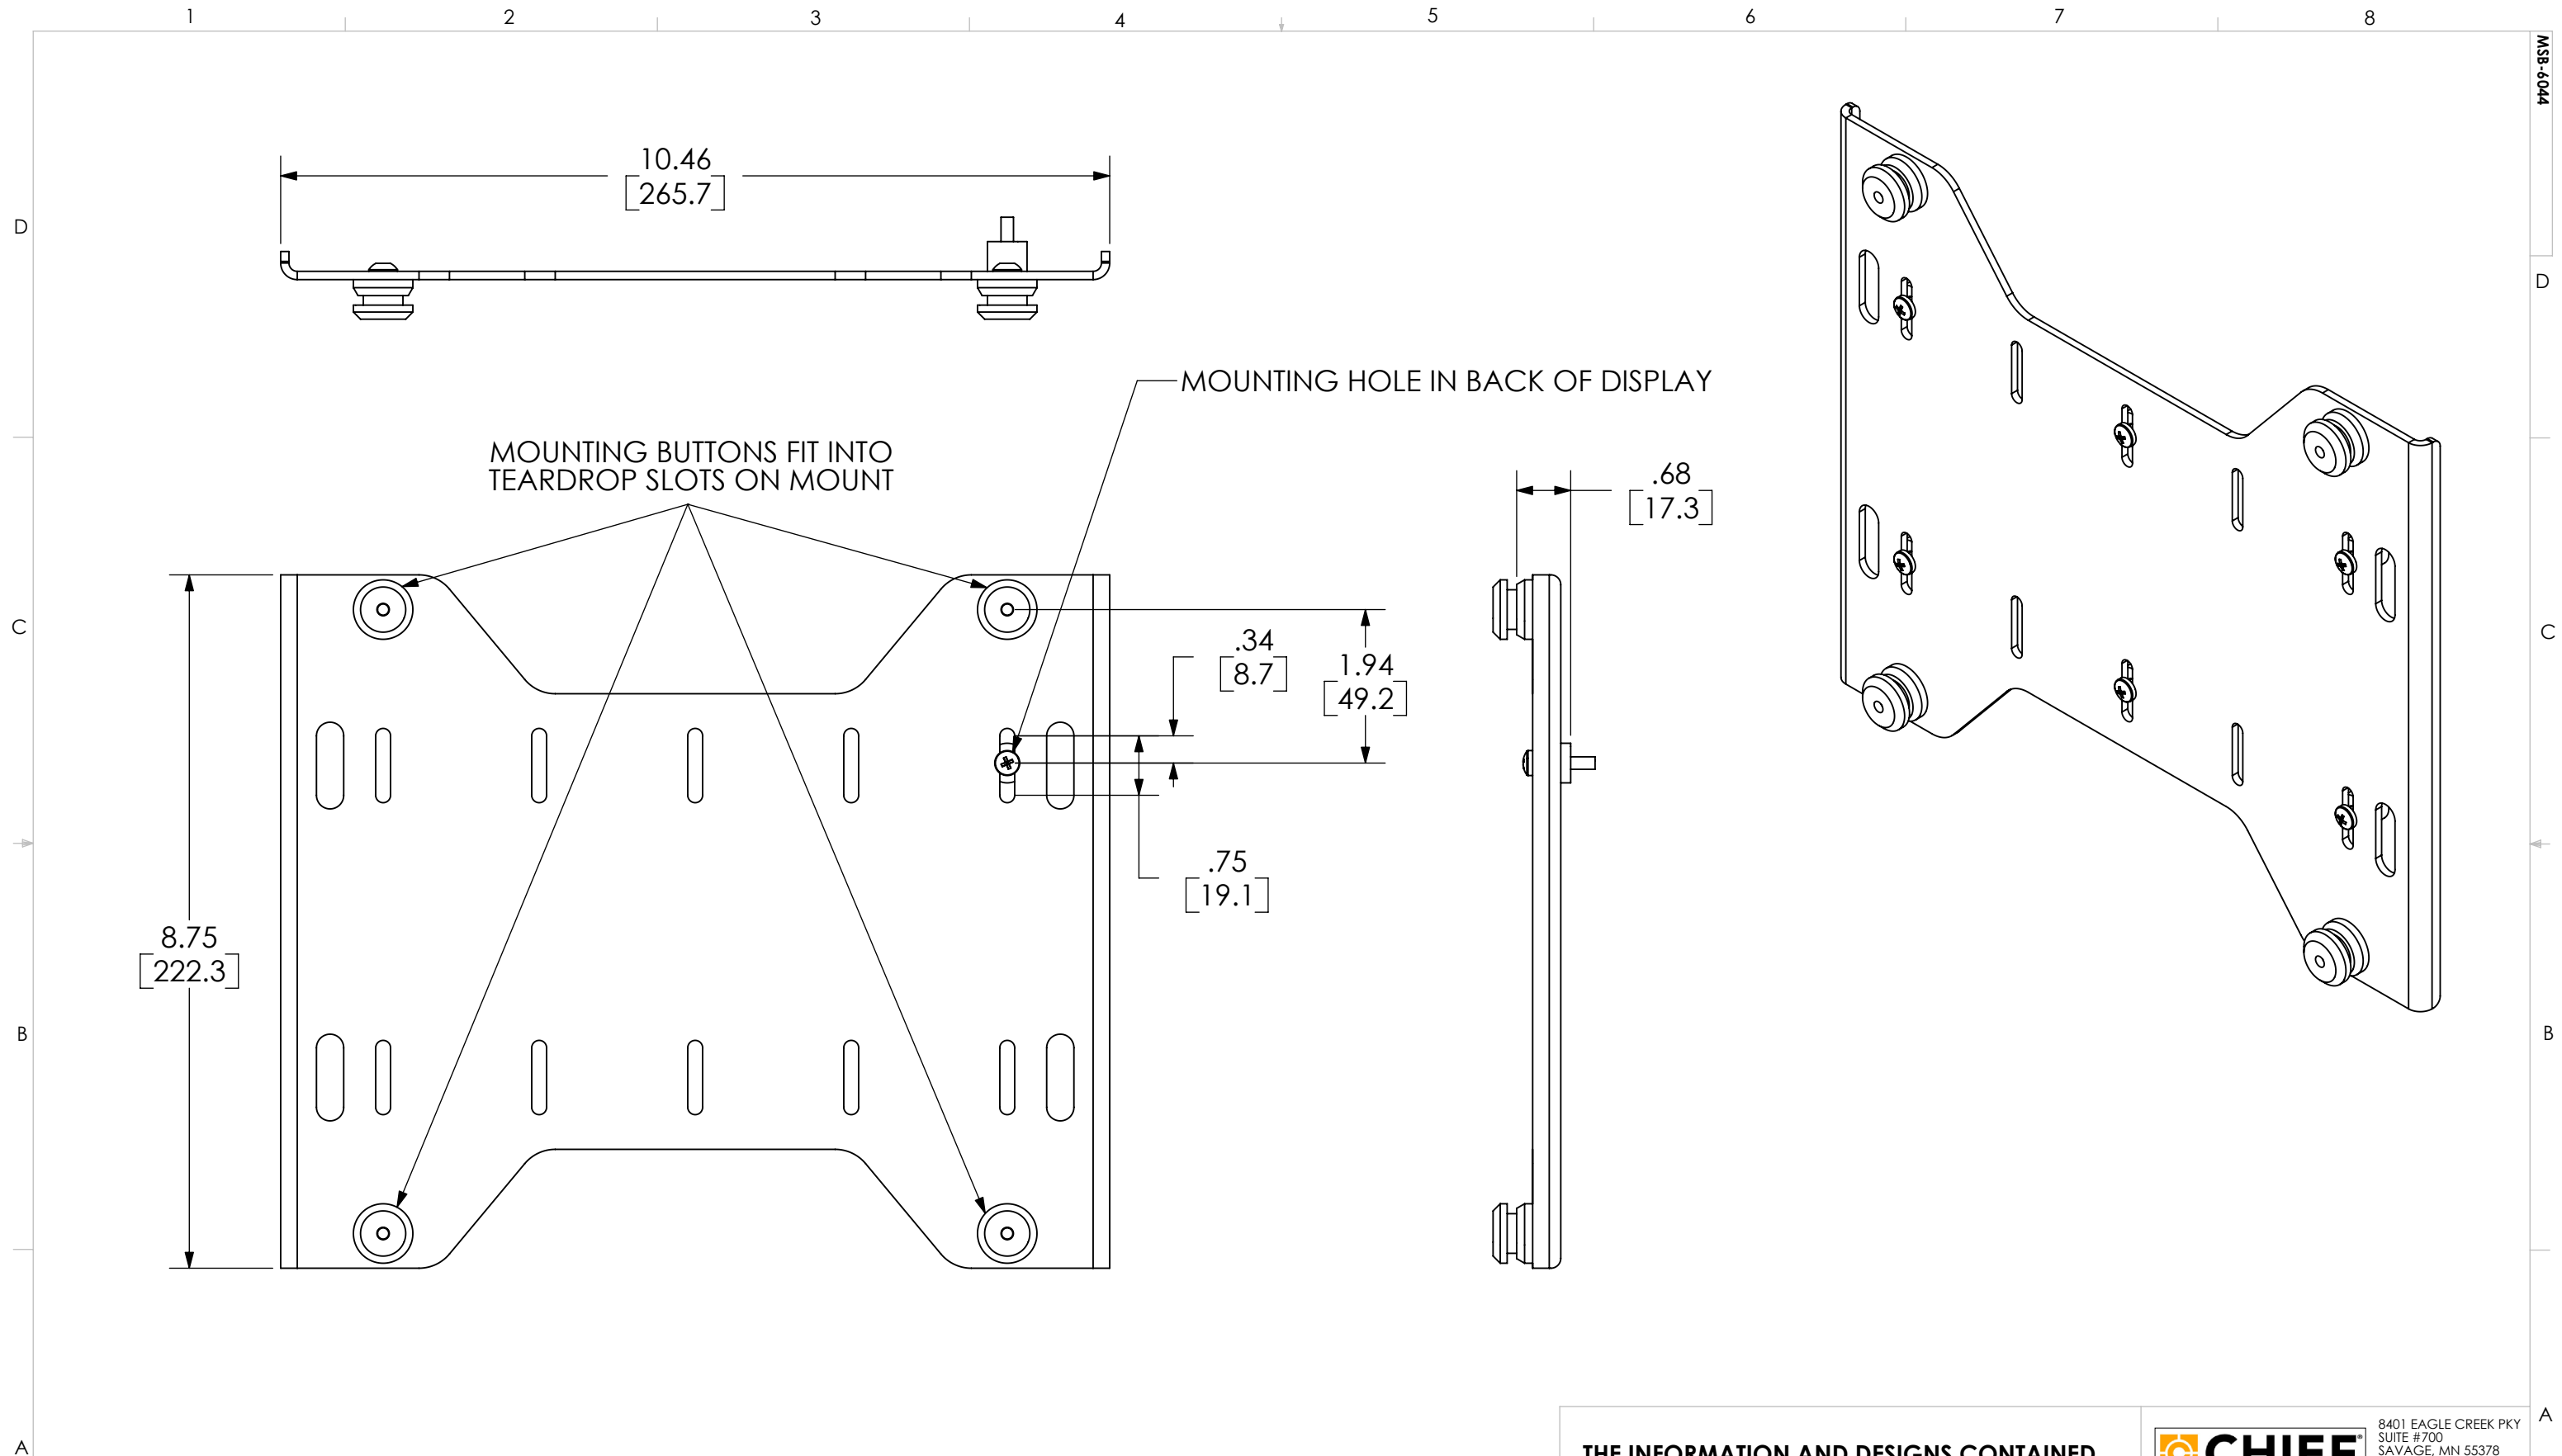 1 2 3 4 5 6 7 8
MSB-6044
10.46
[265.7]
D
D
MOUNTING HOLE IN BACK OF DISPLAY
MOUNTING BUTTONS FIT INTO
TEARDROP SLOTS ON MOUNT
.68
[17.3]
C
C
.34
[8.7]
1.94
[49.2]
.75
[19.1]
8.75
[222.3]
B
B
A
A
THE INFORMATION AND DESIGNS CONTAINED
CHIEF
8401 EAGLE CREEK PKY
SUITE #700
SAVAGE, MN 55378